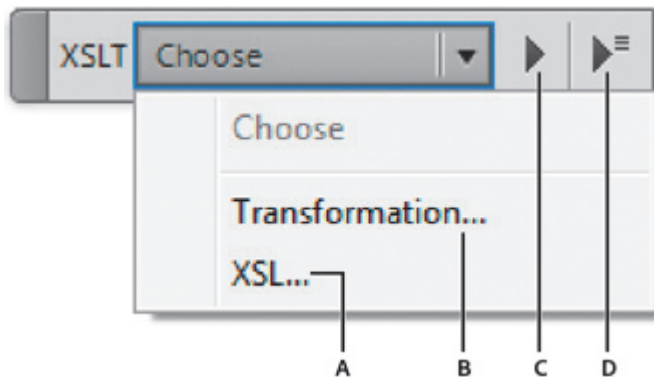 XSLT Choose
Choose
Transformation...
XSL...
A B C D